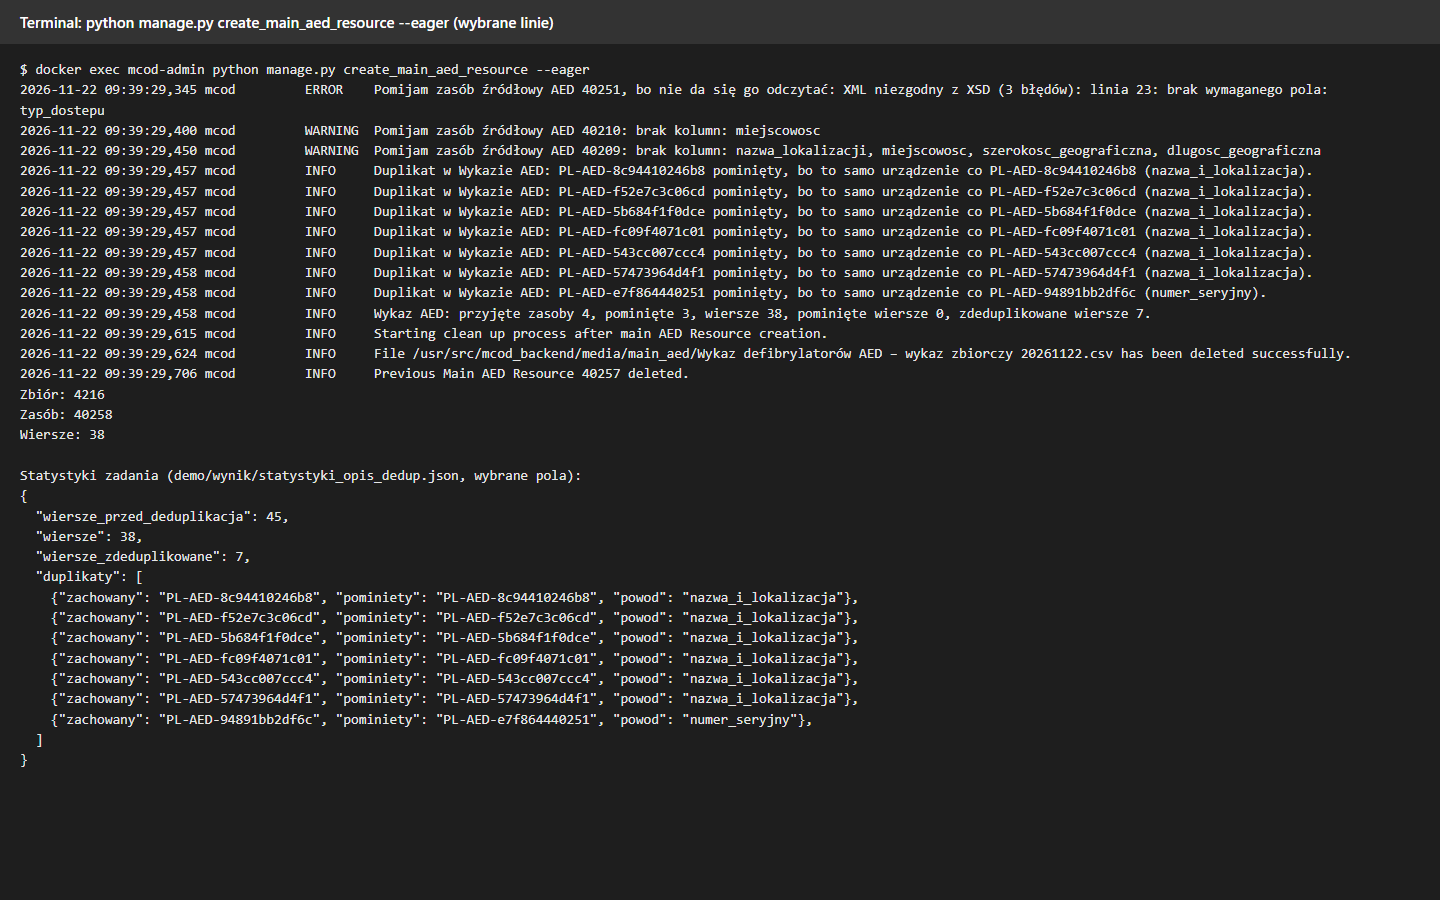 Terminal: python manage.py create_main_aed_resource --eager (wybrane linie)
$ docker exec mcod-admin python manage.py create_main_aed_resource --eager
2026-11-22 09:39:29,345 mcod         ERROR    Pomijam zasób źródłowy AED 40251, bo nie da się go odczytać: XML niezgodny z XSD (3 błędów): linia 23: brak wymaganego pola:
typ_dostepu
2026-11-22 09:39:29,400 mcod         WARNING  Pomijam zasób źródłowy AED 40210: brak kolumn: miejscowosc
2026-11-22 09:39:29,450 mcod         WARNING  Pomijam zasób źródłowy AED 40209: brak kolumn: nazwa_lokalizacji, miejscowosc, szerokosc_geograficzna, dlugosc_geograficzna
2026-11-22 09:39:29,457 mcod         INFO     Duplikat w Wykazie AED: PL-AED-8c94410246b8 pominięty, bo to samo urządzenie co PL-AED-8c94410246b8 (nazwa_i_lokalizacja).
2026-11-22 09:39:29,457 mcod         INFO     Duplikat w Wykazie AED: PL-AED-f52e7c3c06cd pominięty, bo to samo urządzenie co PL-AED-f52e7c3c06cd (nazwa_i_lokalizacja).
2026-11-22 09:39:29,457 mcod         INFO     Duplikat w Wykazie AED: PL-AED-5b684f1f0dce pominięty, bo to samo urządzenie co PL-AED-5b684f1f0dce (nazwa_i_lokalizacja).
2026-11-22 09:39:29,457 mcod         INFO     Duplikat w Wykazie AED: PL-AED-fc09f4071c01 pominięty, bo to samo urządzenie co PL-AED-fc09f4071c01 (nazwa_i_lokalizacja).
2026-11-22 09:39:29,457 mcod         INFO     Duplikat w Wykazie AED: PL-AED-543cc007ccc4 pominięty, bo to samo urządzenie co PL-AED-543cc007ccc4 (nazwa_i_lokalizacja).
2026-11-22 09:39:29,458 mcod         INFO     Duplikat w Wykazie AED: PL-AED-57473964d4f1 pominięty, bo to samo urządzenie co PL-AED-57473964d4f1 (nazwa_i_lokalizacja).
2026-11-22 09:39:29,458 mcod         INFO     Duplikat w Wykazie AED: PL-AED-e7f864440251 pominięty, bo to samo urządzenie co PL-AED-94891bb2df6c (numer_seryjny).
2026-11-22 09:39:29,458 mcod         INFO     Wykaz AED: przyjęte zasoby 4, pominięte 3, wiersze 38, pominięte wiersze 0, zdeduplikowane wiersze 7.
2026-11-22 09:39:29,615 mcod         INFO     Starting clean up process after main AED Resource creation.
2026-11-22 09:39:29,624 mcod         INFO     File /usr/src/mcod_backend/media/main_aed/Wykaz defibrylatorów AED – wykaz zbiorczy 20261122.csv has been deleted successfully.
2026-11-22 09:39:29,706 mcod         INFO     Previous Main AED Resource 40257 deleted.
Zbiór: 4216
Zasób: 40258
Wiersze: 38
Statystyki zadania (demo/wynik/statystyki_opis_dedup.json, wybrane pola):
{
  "wiersze_przed_deduplikacja": 45,
  "wiersze": 38,
  "wiersze_zdeduplikowane": 7,
  "duplikaty": [
    {"zachowany": "PL-AED-8c94410246b8", "pominiety": "PL-AED-8c94410246b8", "powod": "nazwa_i_lokalizacja"},
    {"zachowany": "PL-AED-f52e7c3c06cd", "pominiety": "PL-AED-f52e7c3c06cd", "powod": "nazwa_i_lokalizacja"},
    {"zachowany": "PL-AED-5b684f1f0dce", "pominiety": "PL-AED-5b684f1f0dce", "powod": "nazwa_i_lokalizacja"},
    {"zachowany": "PL-AED-fc09f4071c01", "pominiety": "PL-AED-fc09f4071c01", "powod": "nazwa_i_lokalizacja"},
    {"zachowany": "PL-AED-543cc007ccc4", "pominiety": "PL-AED-543cc007ccc4", "powod": "nazwa_i_lokalizacja"},
    {"zachowany": "PL-AED-57473964d4f1", "pominiety": "PL-AED-57473964d4f1", "powod": "nazwa_i_lokalizacja"},
    {"zachowany": "PL-AED-94891bb2df6c", "pominiety": "PL-AED-e7f864440251", "powod": "numer_seryjny"},
  ]
}